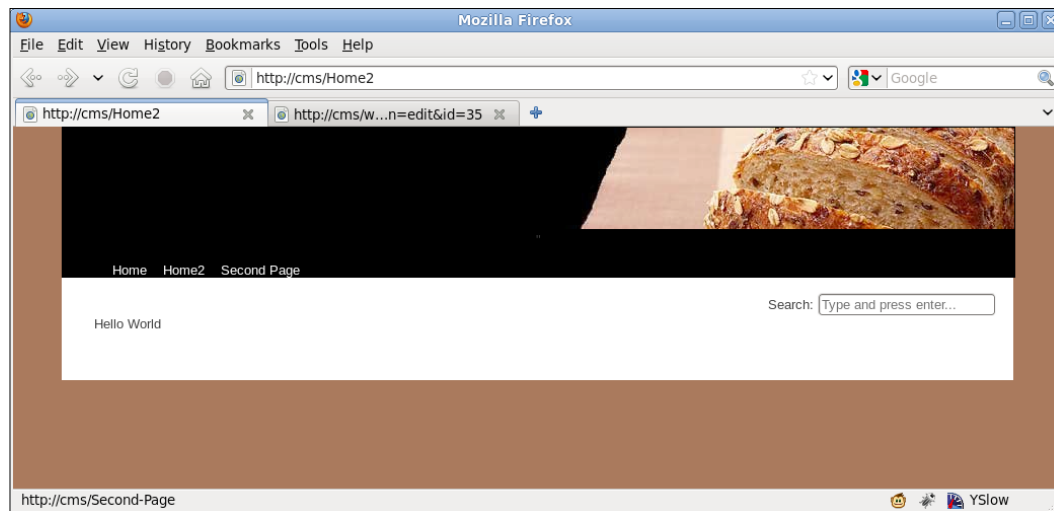 Mozilla Firefox
File Edit View History Bookmarks Tools Help
http://cms/Home2
Google
http://cms/Home2
http://cms/w...n=edit&id=35
Home Home2 Second Page
Search: Type and press enter...
Hello World
http://cms/Second-Page
YSlow